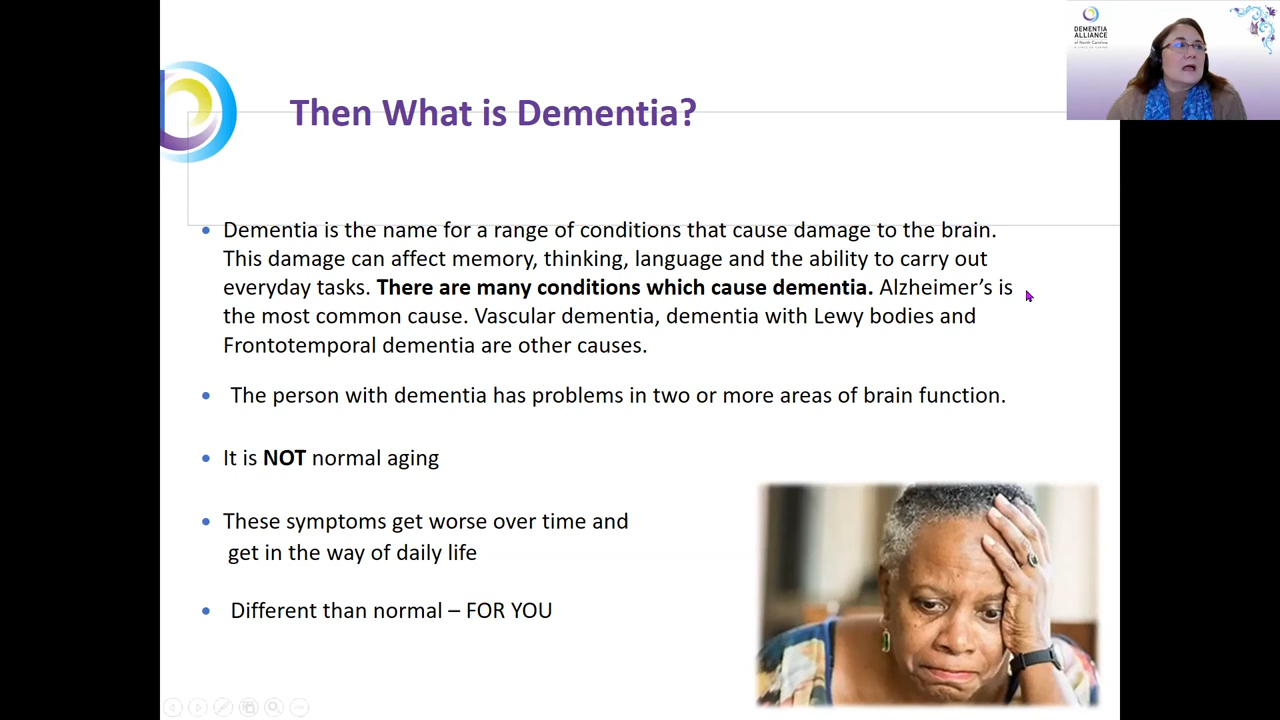 DEMENTIA
ALLIANCE
of North Carolina
Then What is Dementia?
• Dementia is the name for a range of conditions that cause damage to the brain.
This damage can affect memory, thinking, language and the ability to carry out
everyday tasks. There are many conditions which cause dementia. Alzheimer’s is
the most common cause. Vascular dementia, dementia with Lewy bodies and
Frontotemporal dementia are other causes.
• The person with dementia has problems in two or more areas of brain function.
• It is NOT normal aging
• These symptoms get worse over time and
get in the way of daily life
• Different than normal – FOR YOU